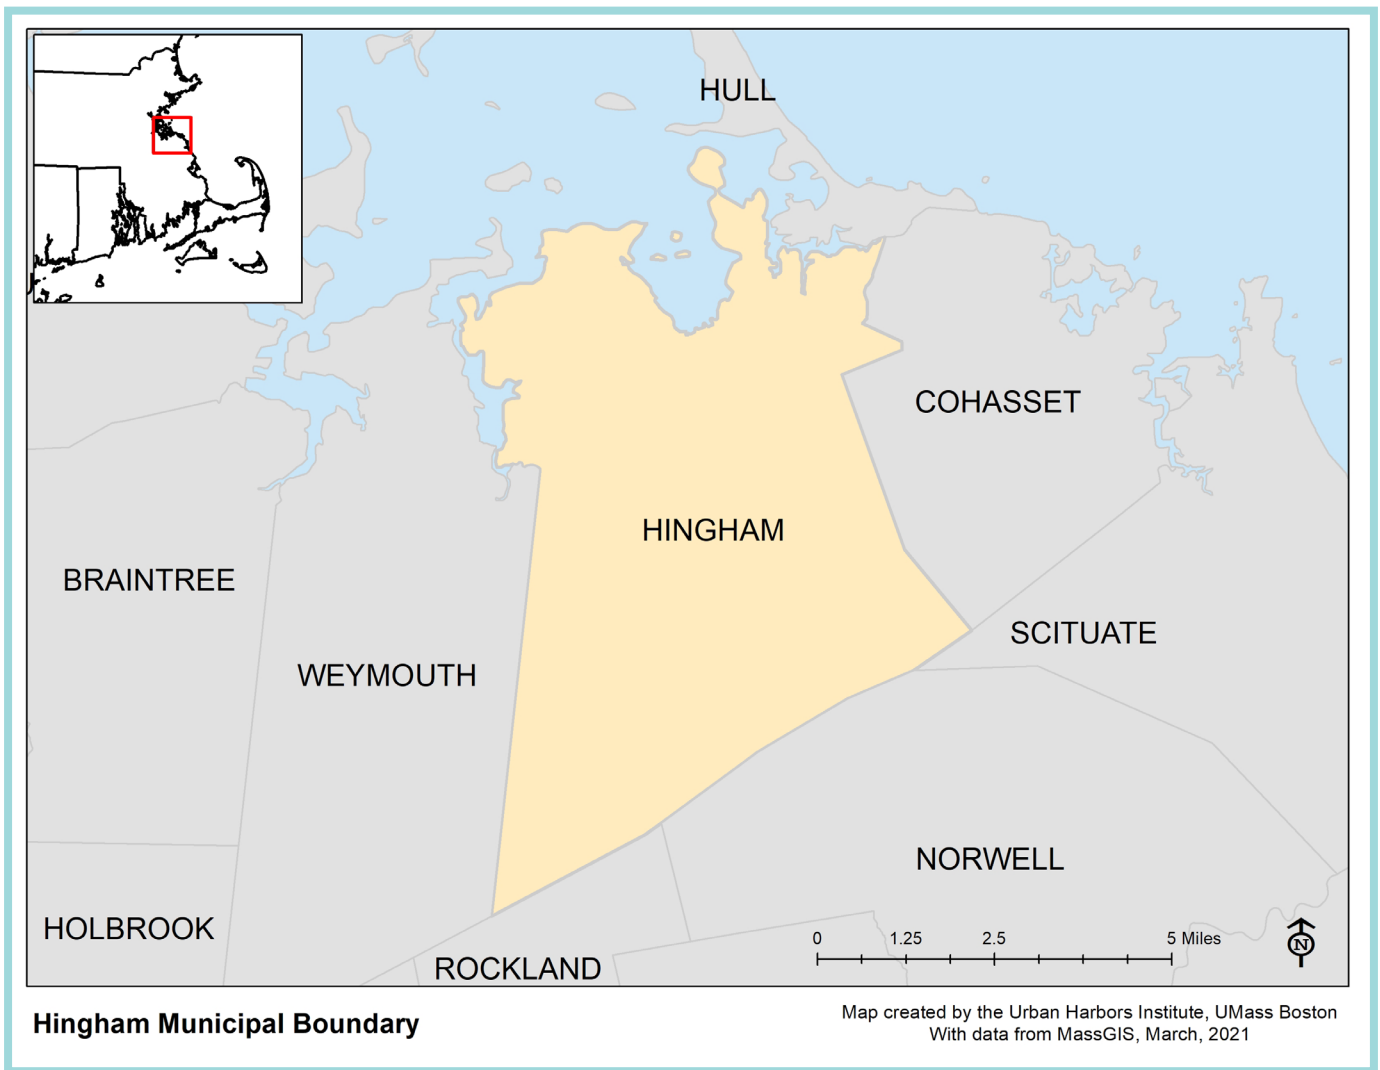 HULL
COHASSET
HINGHAM
BRAINTREE
SCITUATE
WEYMOUTH
NORWELL
HOLBROOK
ROCKLAND
0 1.25 2.5 5 Miles
N
Hingham Municipal Boundary
Map created by the Urban Harbors Institute, UMass Boston
With data from MassGIS, March, 2021